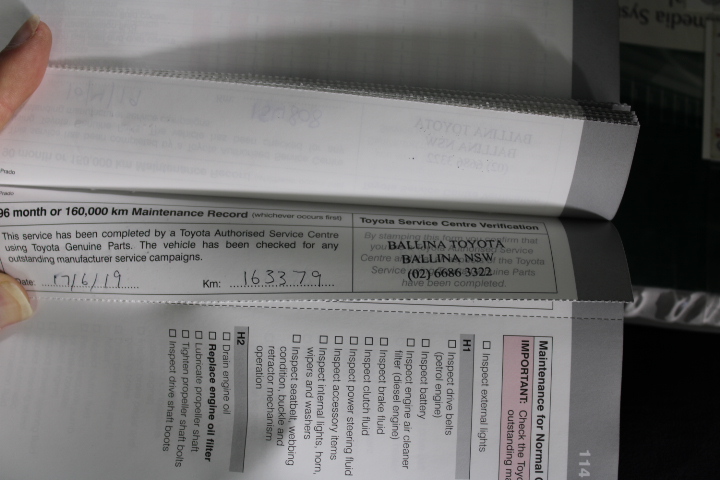 Prado
96 month or 160,000 km Maintenance Record (whichever occurs first)
This service has been completed by a Toyota Authorised Service Centre
using Toyota Genuine Parts. The vehicle has been checked for any
outstanding manufacturer service campaigns.
Date: 17/6/19 Km: 163379
Toyota Service Centre Verification
BALLINA TOYOTA
BALLINA NSW
(02) 6686 3322
have been completed.
114
Maintenance for Normal
IMPORTANT: Check the Toyo
outstanding ma
☐ Inspect external lights
H1
☐ Inspect drive belts
(petrol engine)
☐ Inspect battery
☐ Inspect engine air cleaner
filter (diesel engine)
☐ Inspect brake fluid
☐ Inspect clutch fluid
☐ Inspect power steering fluid
☐ Inspect accessory items
☐ Inspect internal lights, horn,
wipers and washers
☐ Inspect seatbelt, webbing
condition, buckle and
retractor mechanism
operation
H2
☐ Drain engine oil
☐ Replace engine oil filter
☐ Lubricate propeller shaft
☐ Tighten propeller shaft bolts
☐ Inspect drive shaft boots